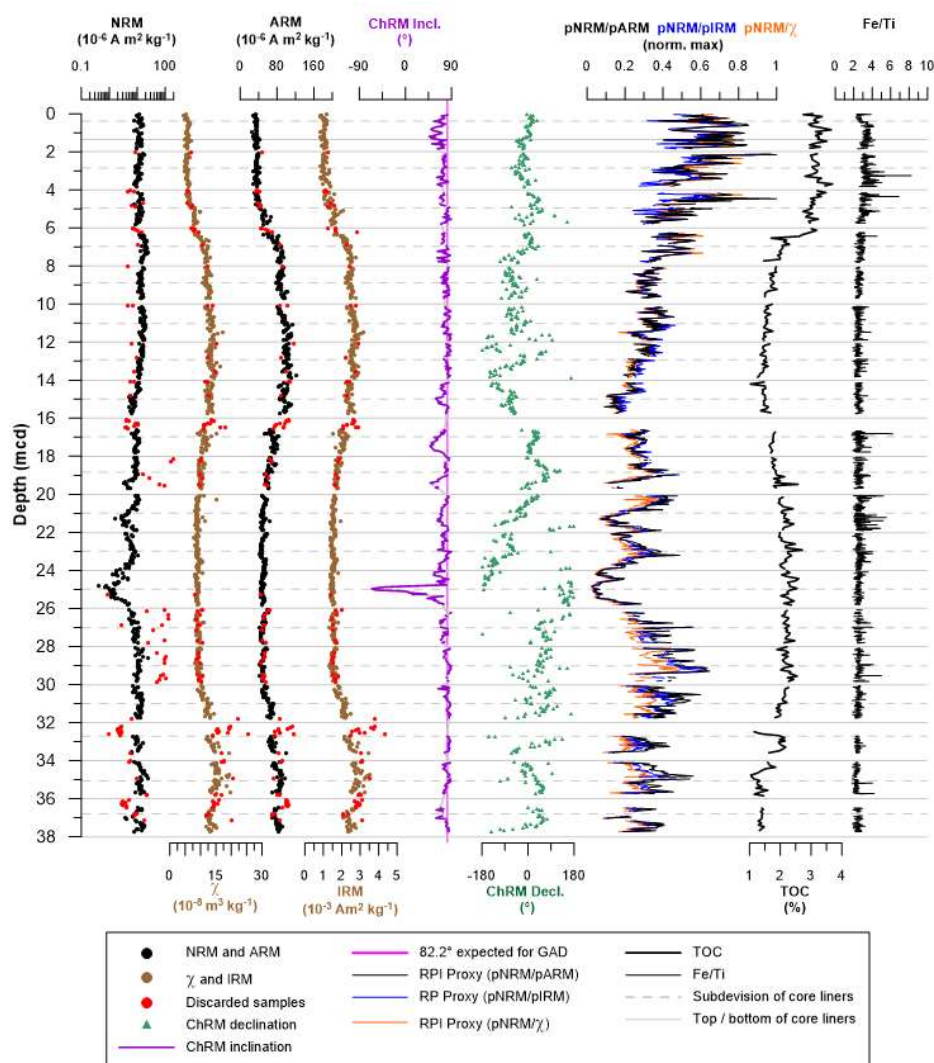 NRM
(10⁻⁶ A m² kg⁻¹)
ARM
(10⁻⁶ A m² kg⁻¹)
ChRM Incl.
(°)
pNRM/pARM pNRM/pIRM pNRM/χ
(norm. max)
Fe/Ti
0.1 100
0 80 160
-90 0 90
0 0.2 0.4 0.6 0.8 1
0 2 4 6 8 10
Depth (mcd)
0
2
4
6
8
10
12
14
16
18
20
22
24
26
28
30
32
34
36
38
0 10 30
χ
(10⁻⁸ m³ kg⁻¹)
0 1 2 3 4 5
IRM
(10⁻³ Am² kg⁻¹)
-180 0 180
ChRM Decl.
(°)
1 2 3 4
TOC
(%)
NRM and ARM
χ and IRM
Discarded samples
ChRM declination
ChRM inclination
82.2° expected for GAD
RPI Proxy (pNRM/pARM)
RP Proxy (pNRM/pIRM)
RPI Proxy (pNRM/χ)
TOC
Fe/Ti
Subdevision of core liners
Top / bottom of core liners